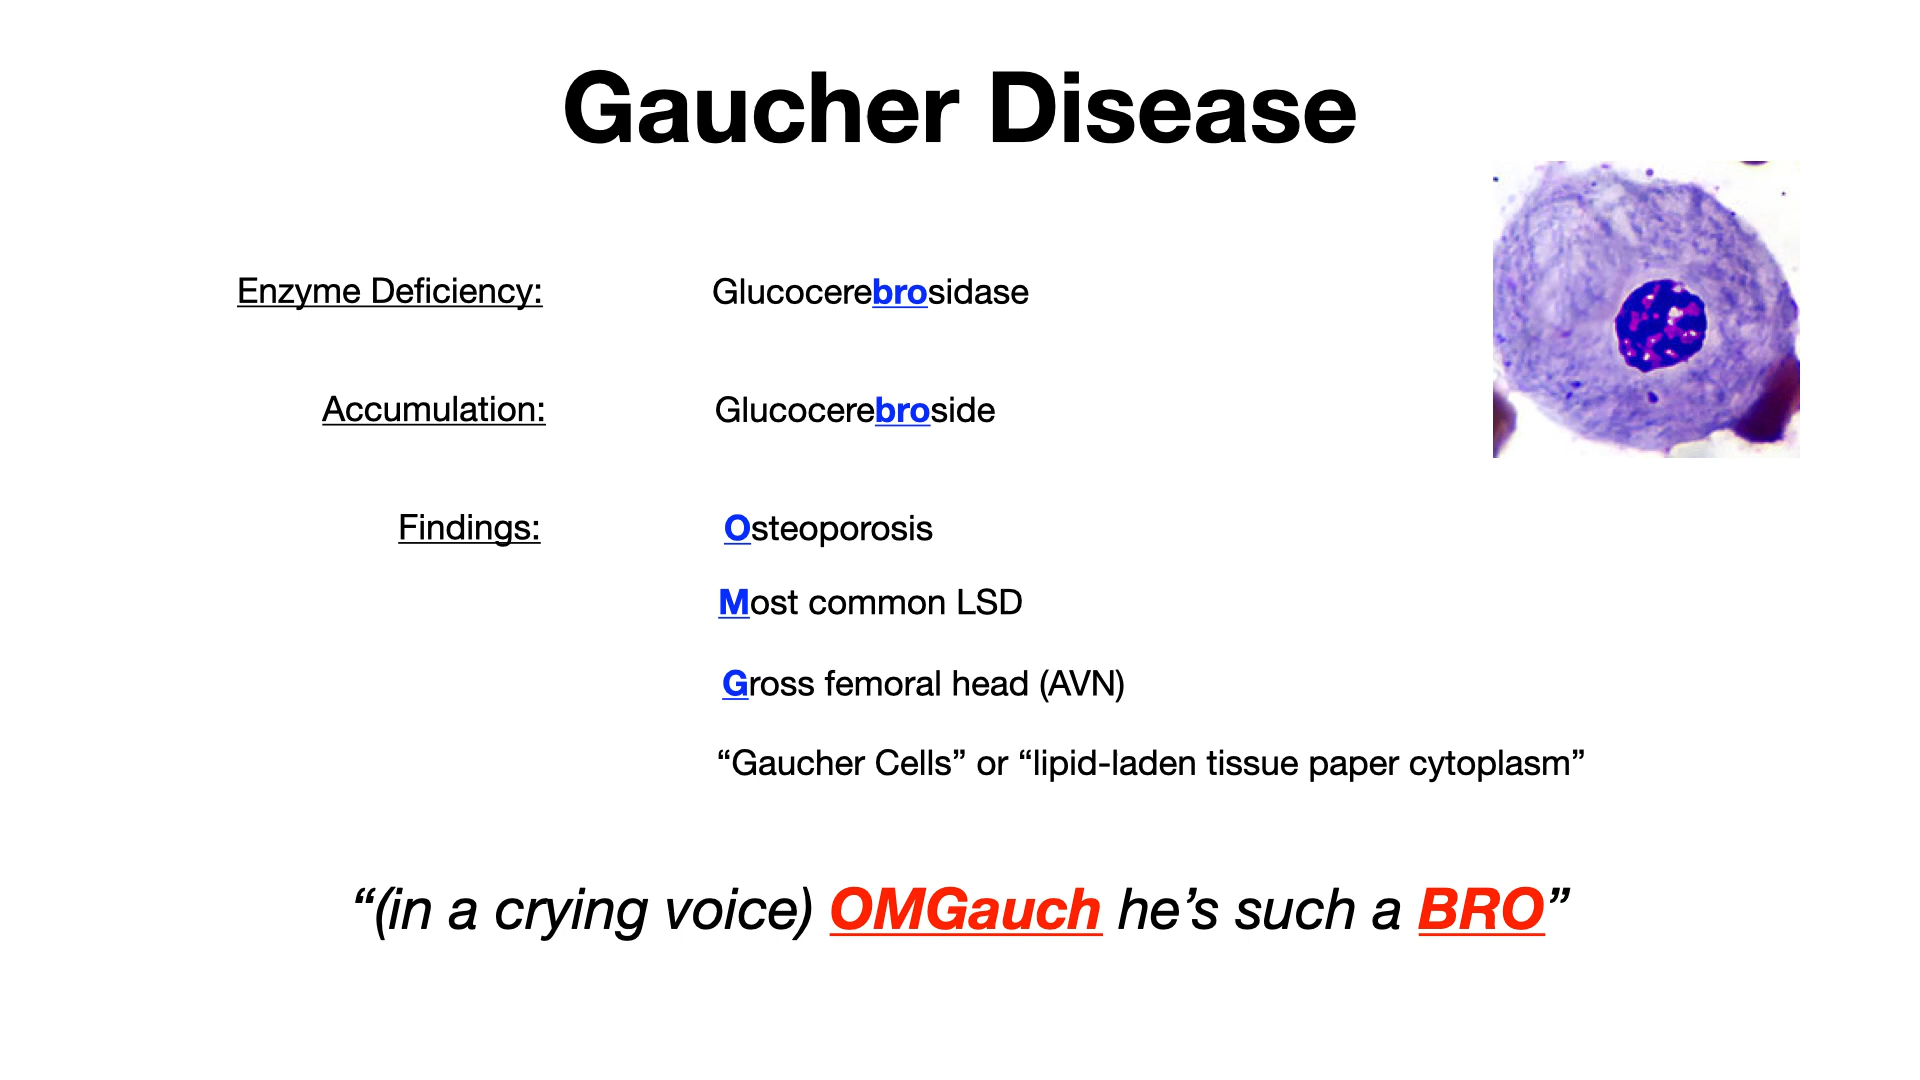 Gaucher Disease
Enzyme Deficiency: Glucocerebrosidase
Accumulation: Glucocerebroside
Findings: Osteoporosis
Most common LSD
Gross femoral head (AVN)
“Gaucher Cells” or “lipid-laden tissue paper cytoplasm”
“(in a crying voice) OMGauch he’s such a BRO”